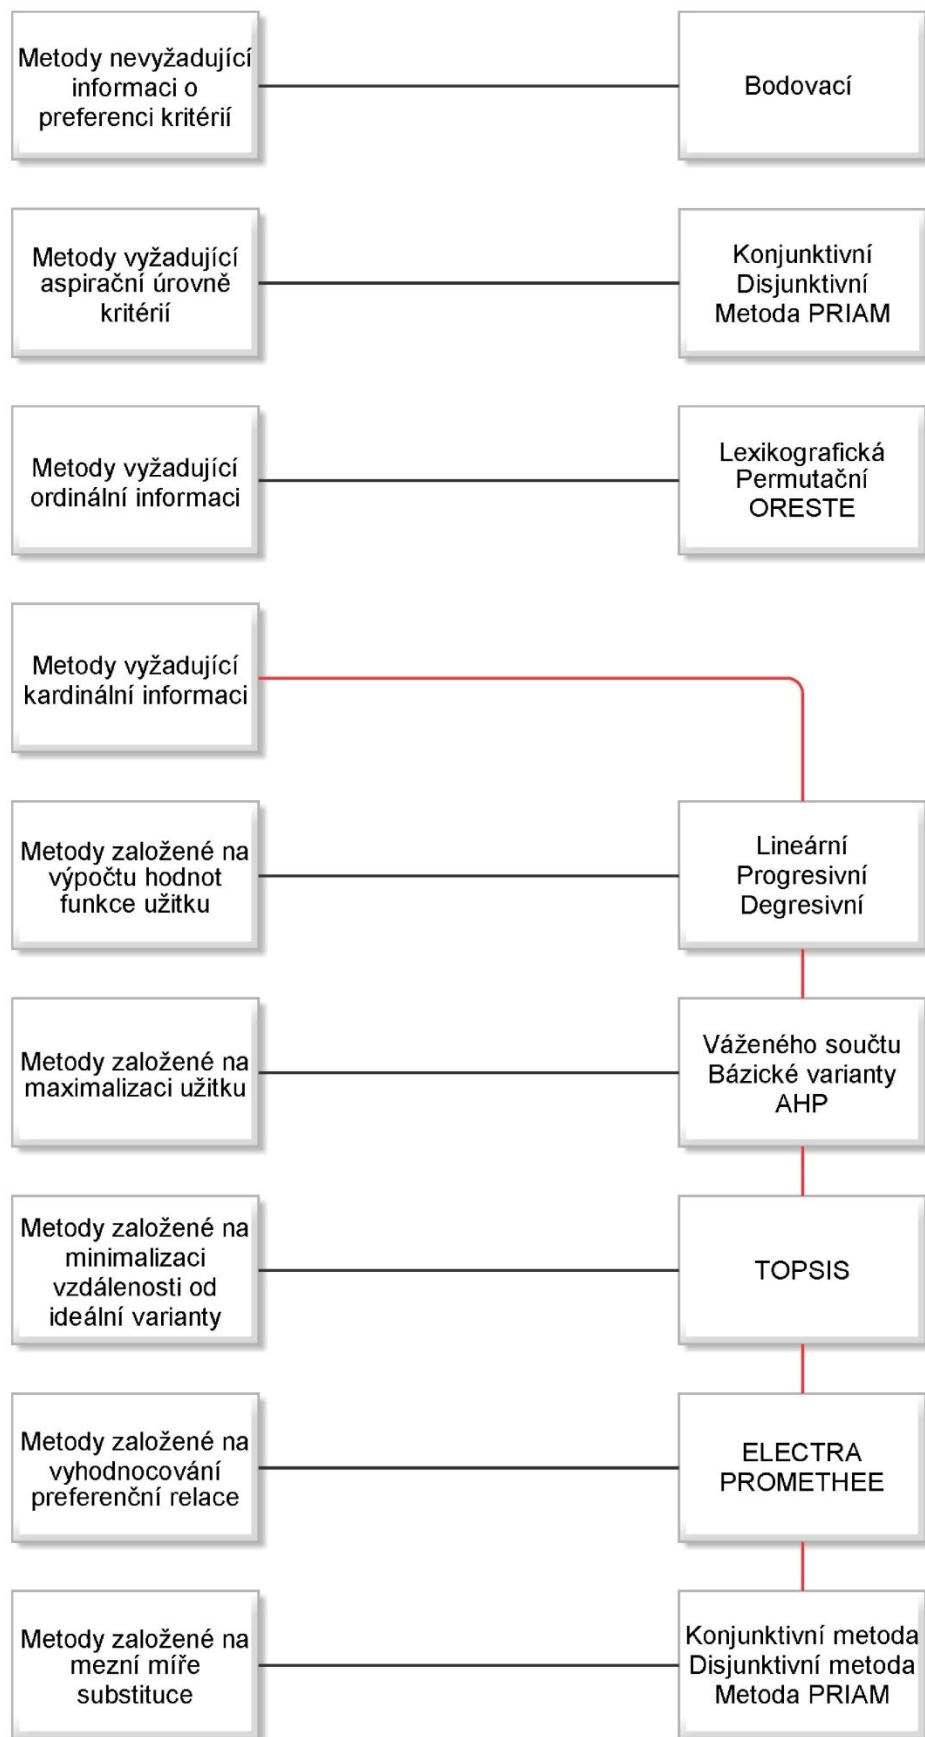 Metody nevyžadující
informaci o
preferenci kritérií
Bodovací
Metody vyžadující
aspirační úrovně
kritérií
Konjunktivní
Disjunktivní
Metoda PRIAM
Metody vyžadující
ordinální informaci
Lexikografická
Permutační
ORESTE
Metody vyžadující
kardinální informaci
Metody založené na
výpočtu hodnot
funkce užitku
Lineární
Progresivní
Degresivní
Metody založené na
maximalizaci užitku
Váženého součtu
Bázické varianty
AHP
Metody založené na
minimalizaci
vzdálenosti od
ideální varianty
TOPSIS
Metody založené na
vyhodnocování
preferenční relace
ELECTRA
PROMETHEE
Metody založené na
mezní míře
substituce
Konjunktivní metoda
Disjunktivní metoda
Metoda PRIAM